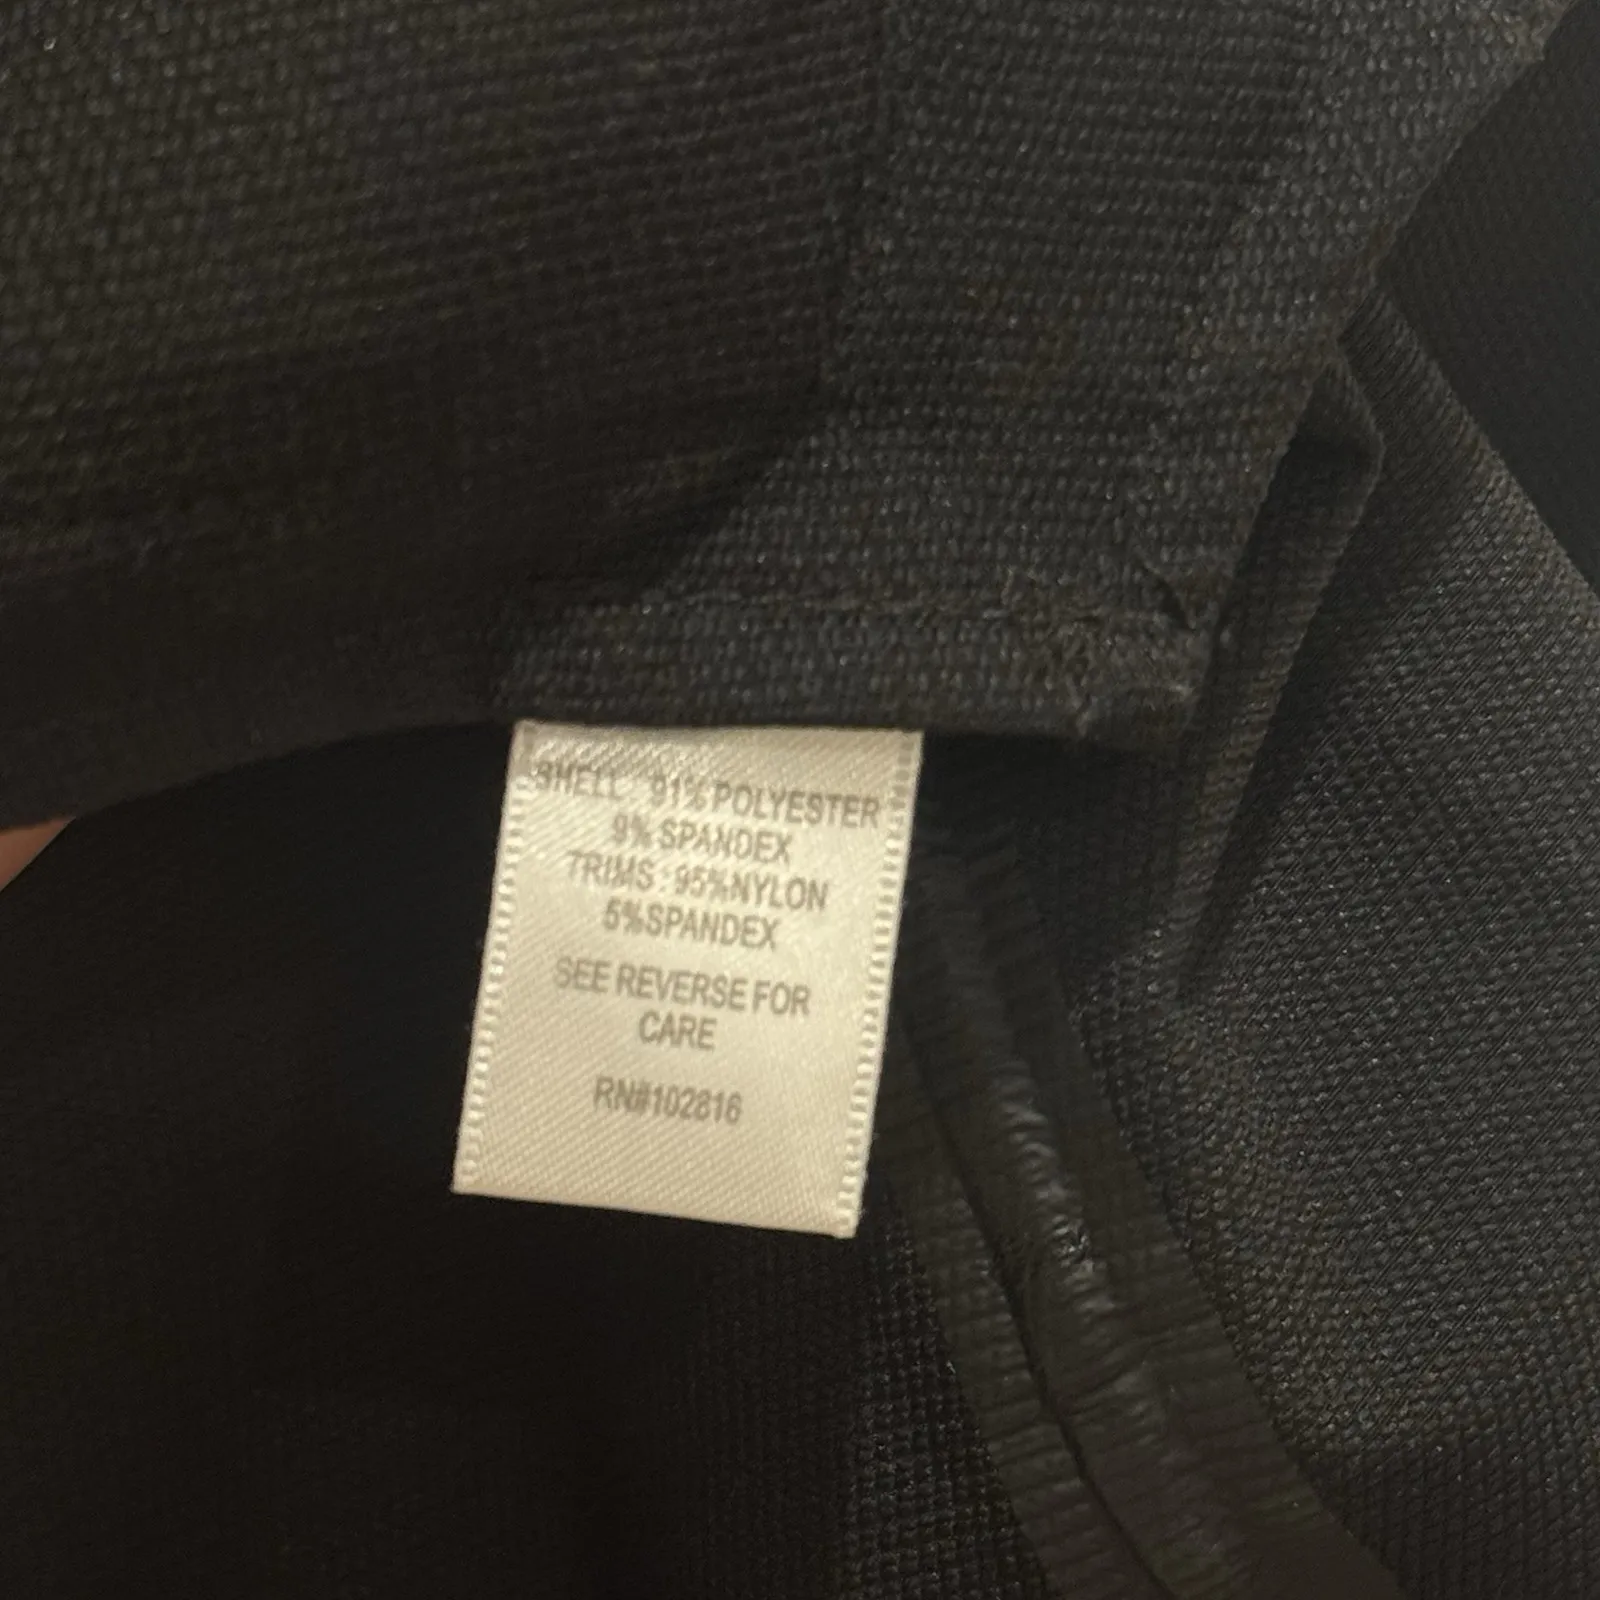 SHELL : 91% POLYESTER
9% SPANDEX
TRIMS : 95%NYLON
5%SPANDEX
SEE REVERSE FOR
CARE
RN#102816